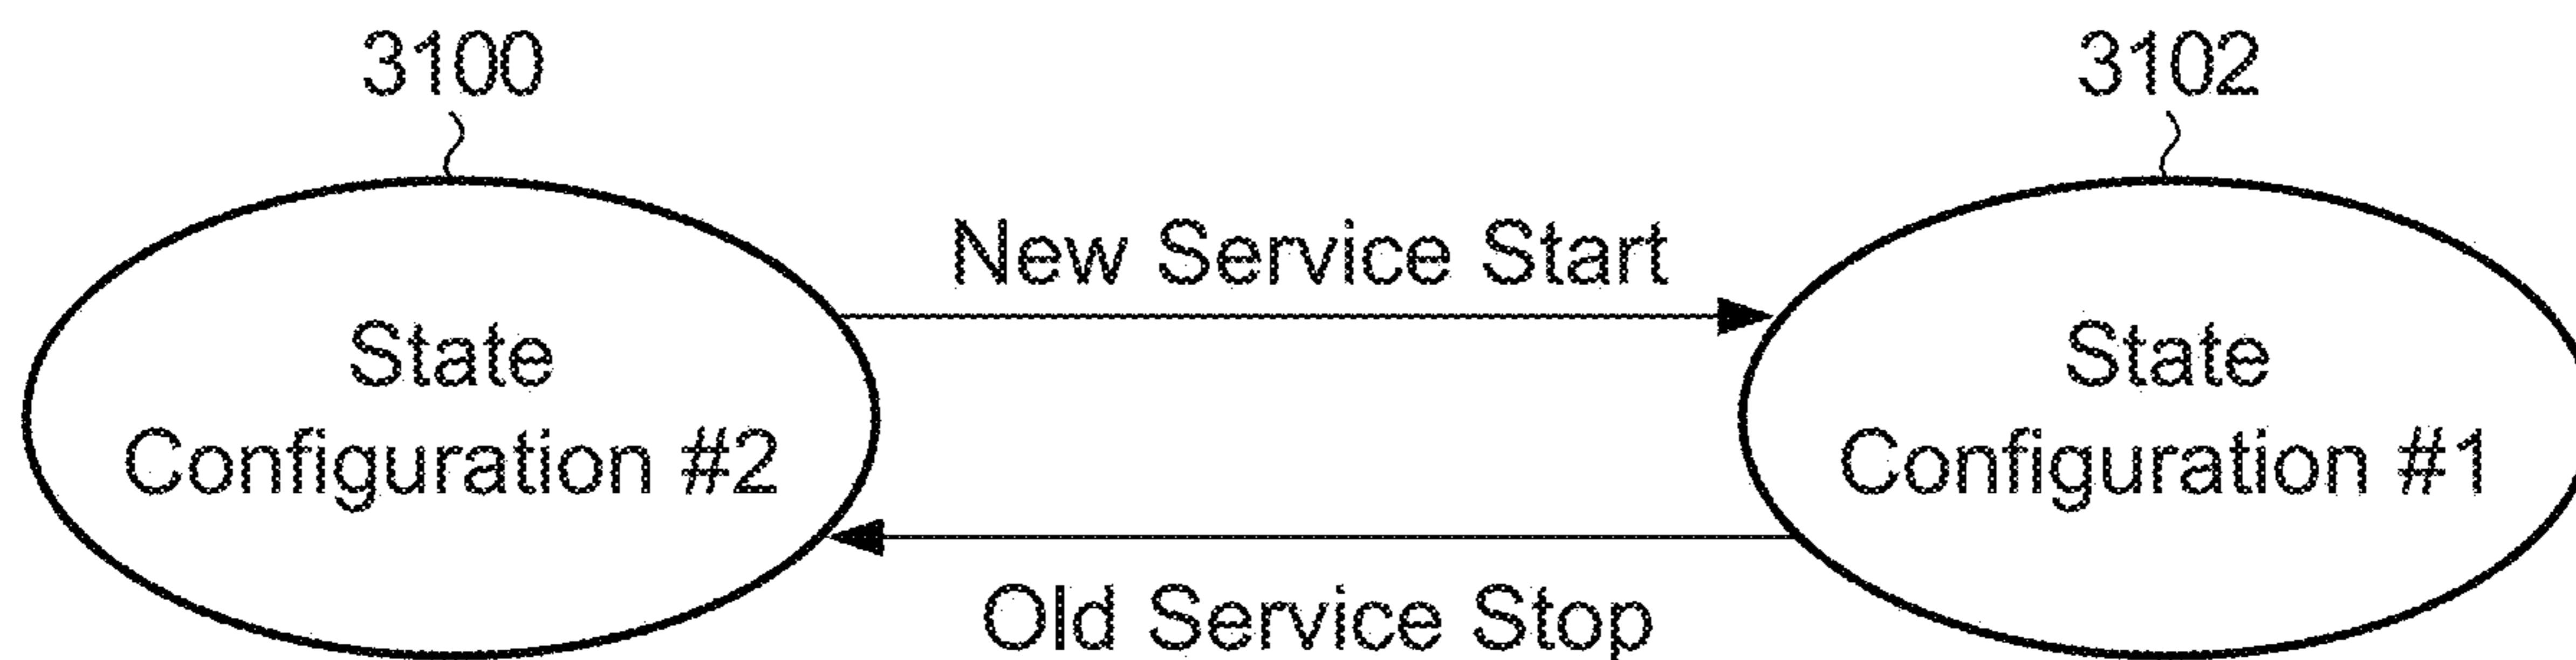 3100
3102
New Service Start
State
Configuration #2
State
Configuration #1
Old Service Stop